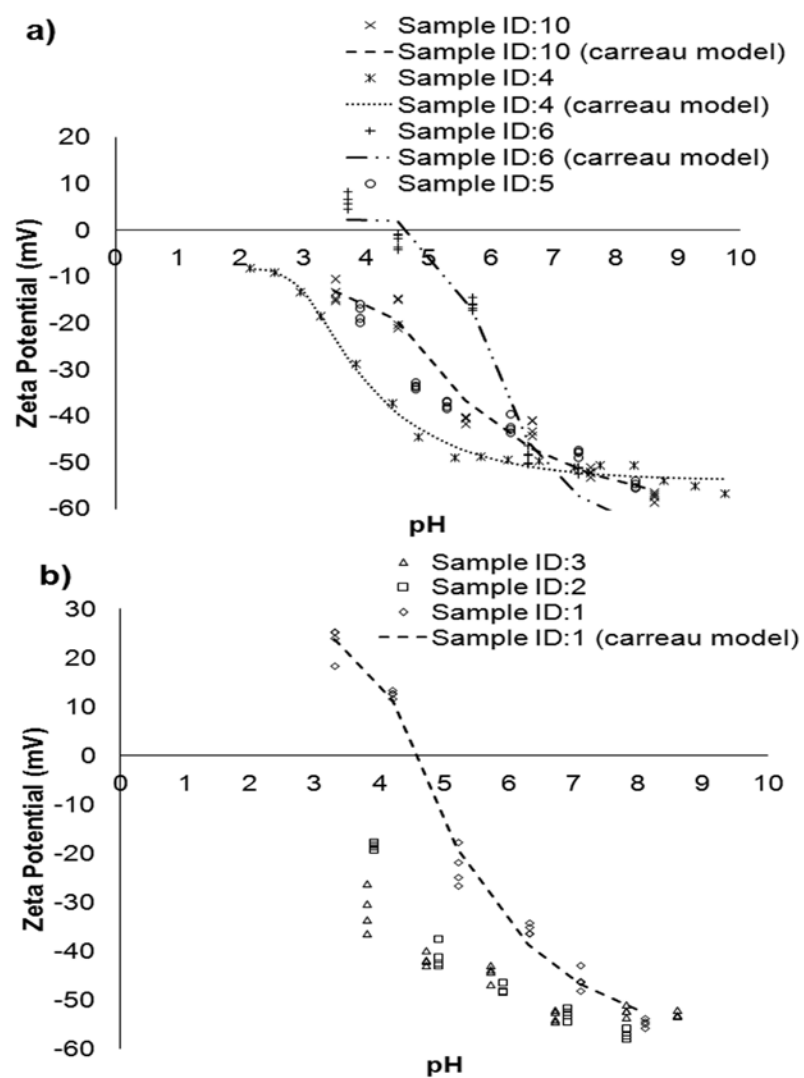 a)
Sample ID:10
Sample ID:10 (carreau model)
Sample ID:4
Sample ID:4 (carreau model)
Sample ID:6
Sample ID:6 (carreau model)
Sample ID:5
Zeta Potential (mV)
20
10
0
-10
-20
-30
-40
-50
-60
0 1 2 3 4 5 6 7 8 9 10
pH
b)
Sample ID:3
Sample ID:2
Sample ID:1
Sample ID:1 (carreau model)
Zeta Potential (mV)
30
20
10
0
-10
-20
-30
-40
-50
-60
0 1 2 3 4 5 6 7 8 9 10
pH